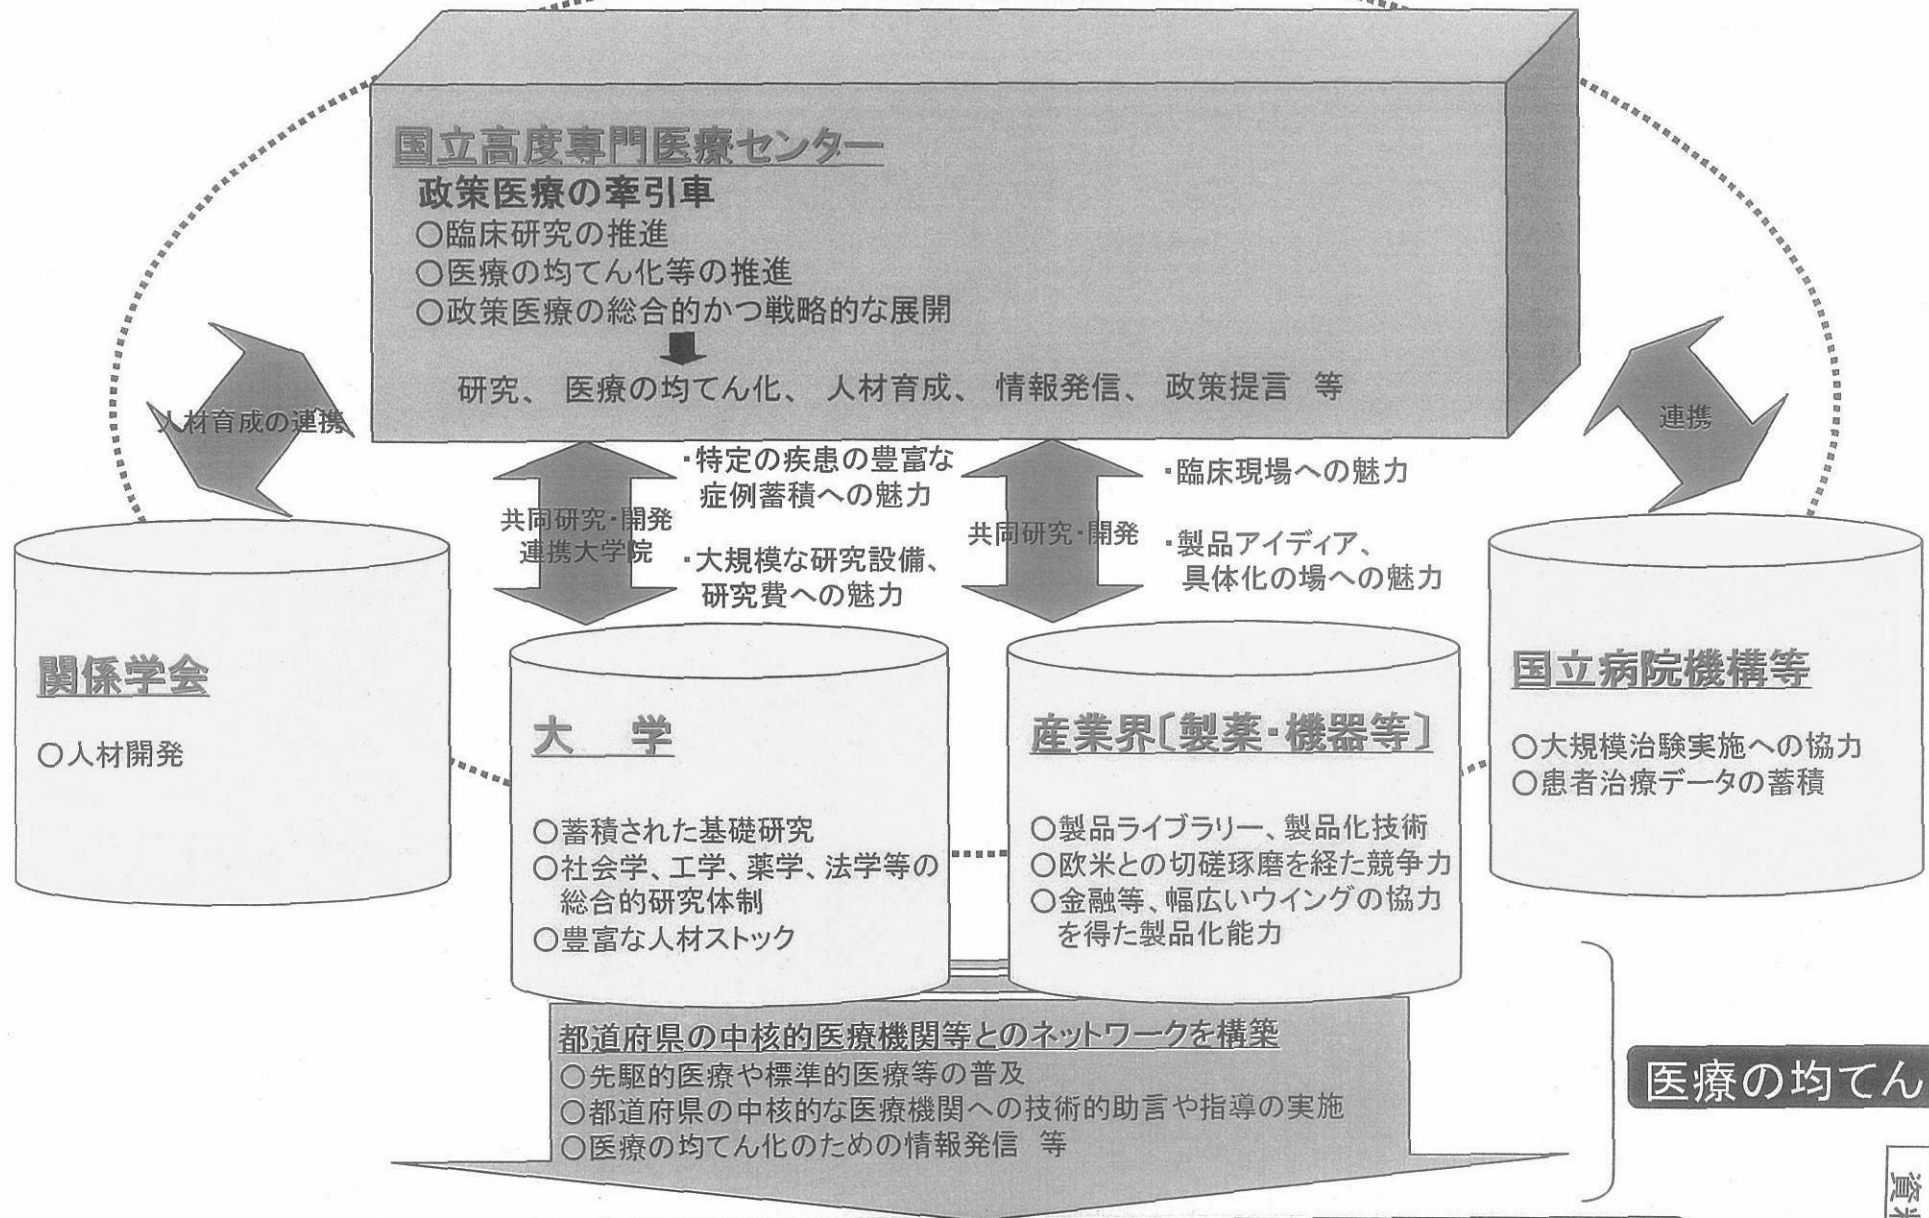 国立高度専門医療センター
政策医療の牽引車
○臨床研究の推進
○医療の均てん化等の推進
○政策医療の総合的かつ戦略的な展開
研究、 医療の均てん化、 人材育成、 情報発信、 政策提言 等
人材育成の連携
連携
共同研究・開発
連携大学院
・特定の疾患の豊富な
症例蓄積への魅力
・大規模な研究設備、
研究費への魅力
共同研究・開発
・臨床現場への魅力
・製品アイディア、
具体化の場への魅力
関係学会
○人材開発
大 学
○蓄積された基礎研究
○社会学、工学、薬学、法学等の
総合的研究体制
○豊富な人材ストック
産業界〔製薬・機器等〕
○製品ライブラリー、製品化技術
○欧米との切磋琢磨を経た競争力
○金融等、幅広いウイングの協力
を得た製品化能力
国立病院機構等
○大規模治験実施への協力
○患者治療データの蓄積
都道府県の中核的医療機関等とのネットワークを構築
○先駆的医療や標準的医療等の普及
○都道府県の中核的な医療機関への技術的助言や指導の実施
○医療の均てん化のための情報発信 等
医療の均てん
資